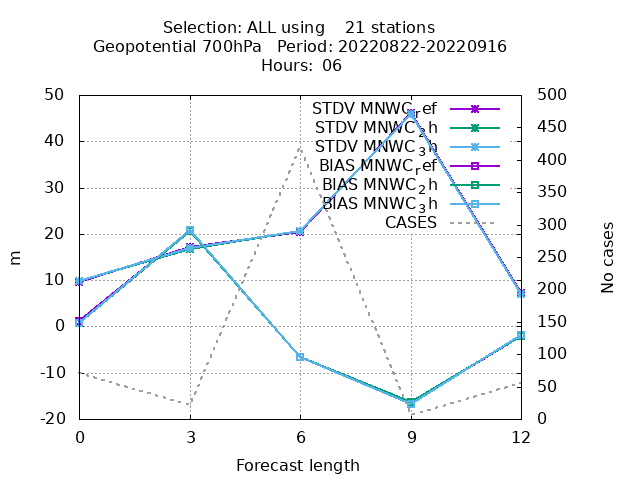 Selection: ALL using    21 stations
Geopotential 700hPa   Period: 20220822-20220916
Hours: 06
50
40
30
20
10
0
-10
-20
m
500
450
400
350
300
250
200
150
100
50
0
No cases
STDV MNWC_ref
STDV MNWC_2h
STDV MNWC_3h
BIAS MNWC_ref
BIAS MNWC_2h
BIAS MNWC_3h
CASES
0 3 6 9 12
Forecast length